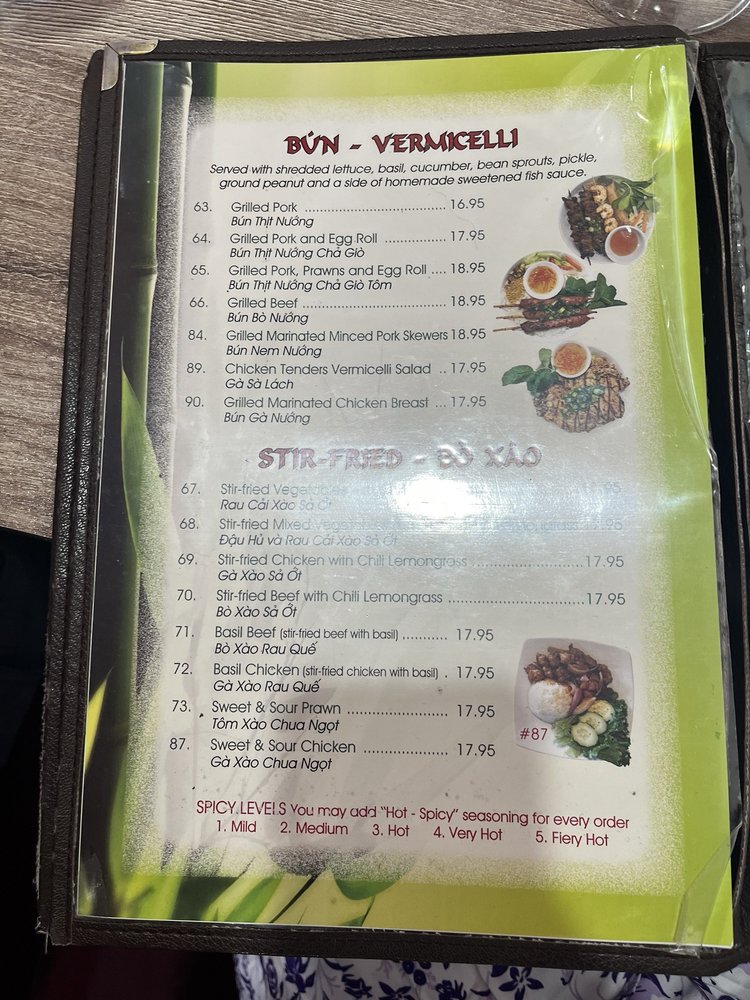 BÚN - VERMICELLI
Served with shredded lettuce, basil, cucumber, bean sprouts, pickle,
ground peanut and a side of homemade sweetened fish sauce.
63. Grilled Pork ........................................ 16.95
Bún Thịt Nướng
64. Grilled Pork and Egg Roll ................. 17.95
Bún Thịt Nướng Chả Giò
65. Grilled Pork, Prawns and Egg Roll .... 18.95
Bún Thịt Nướng Chả Giò Tôm
66. Grilled Beef ........................................ 18.95
Bún Bò Nướng
84. Grilled Marinated Minced Pork Skewers 18.95
Bún Nem Nướng
89. Chicken Tenders Vermicelli Salad .. 17.95
Gà Sà Lách
90. Grilled Marinated Chicken Breast ... 17.95
Bún Gà Nướng
STIR-FRIED - BÒ XÀO
67. Stir-fried
Rau Cải Xào Sả Ớt
68. Stir-fried Mixed
Đậu Hủ và Rau Cải Xào Sả Ớt
69. Stir-fried Chicken with Chili Lemongrass ............................ 17.95
Gà Xào Sả Ớt
70. Stir-fried Beef with Chili Lemongrass .................................. 17.95
Bò Xào Sả Ớt
71. Basil Beef (stir-fried beef with basil) ........... 17.95
Bò Xào Rau Quế
72. Basil Chicken (stir-fried chicken with basil) . 17.95
Gà Xào Rau Quế
73. Sweet & Sour Prawn ......................... 17.95
Tôm Xào Chua Ngọt
87. Sweet & Sour Chicken ...................... 17.95
Gà Xào Chua Ngọt
#87
SPICY LEVELS You may add "Hot - Spicy" seasoning for every order
1. Mild 2. Medium 3. Hot 4. Very Hot 5. Fiery Hot